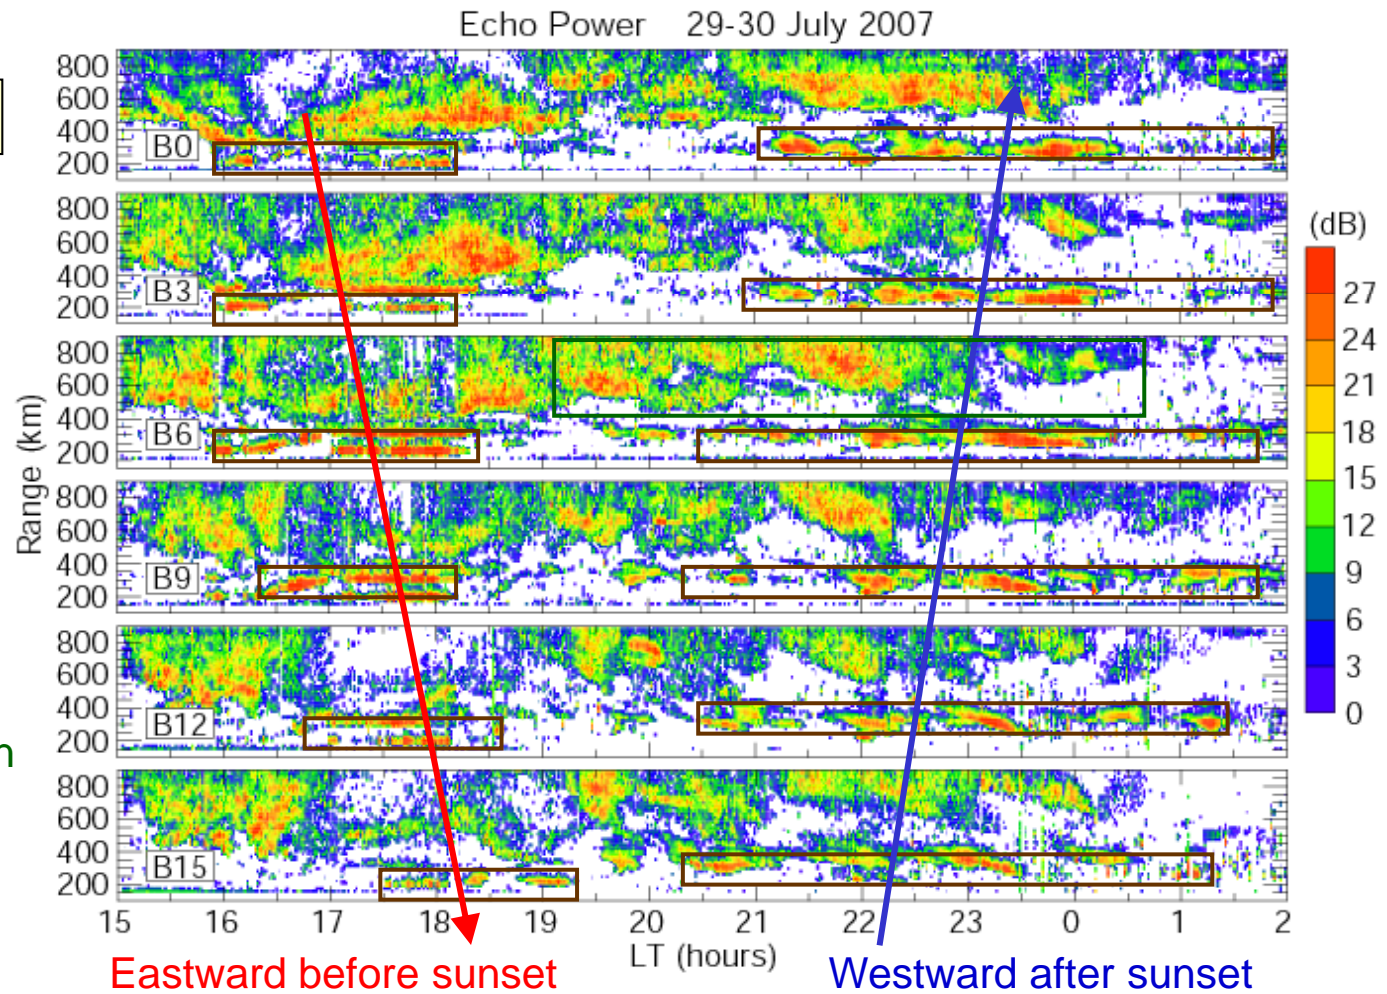 Echo Power 29-30 July 2007
800
600
400
200
B0
800
600
400
200
B3
800
600
400
200
B6
800
600
400
200
B9
800
600
400
200
B12
800
600
400
200
B15
Range (km)
(dB)
27
24
21
18
15
12
9
6
3
0
n
15 16 17 18 19 20 21 22 23 0 1 2
LT (hours)
Eastward before sunset Westward after sunset